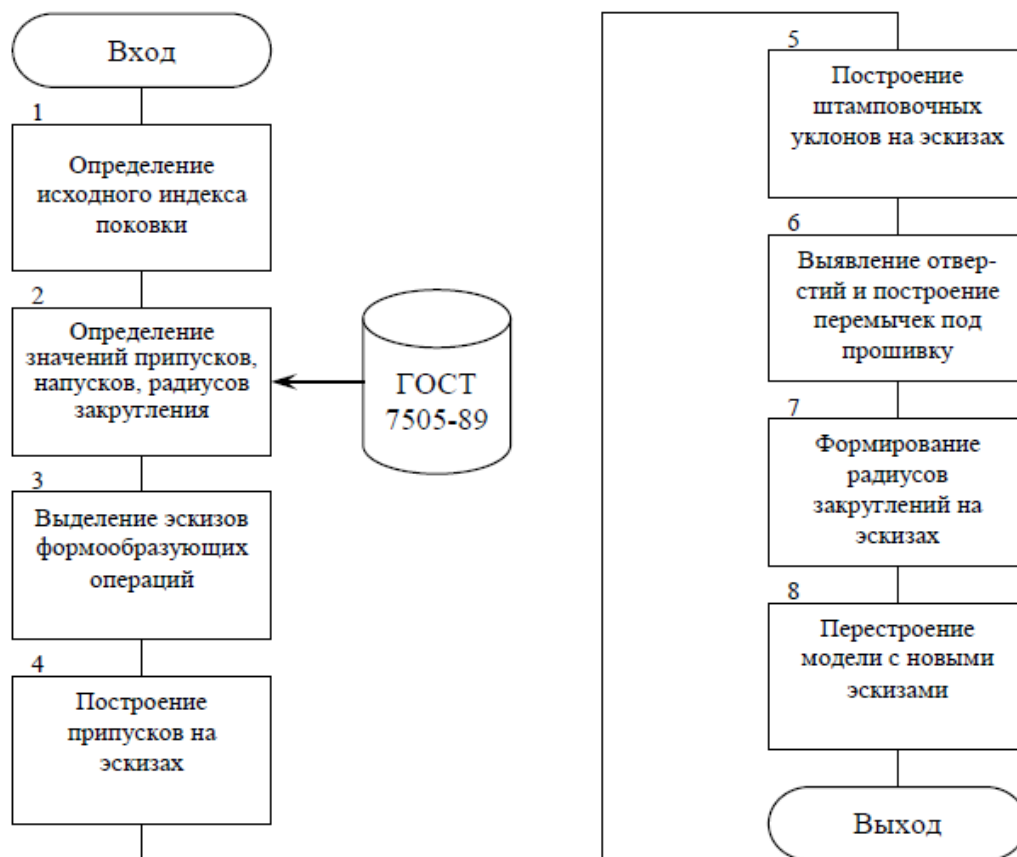 Вход
1
Определение
исходного индекса
поковки
2
Определение
значений припусков,
напусков, радиусов
закругления
ГОСТ
7505-89
3
Выделение эскизов
формообразующих
операций
4
Построение
припусков на
эскизах
5
Построение
штамповочных
уклонов на эскизах
6
Выявление отвер-
стий и построение
перемычек под
прошивку
7
Формирование
радиусов
закруглений на
эскизах
8
Перестроение
модели с новыми
эскизами
Выход